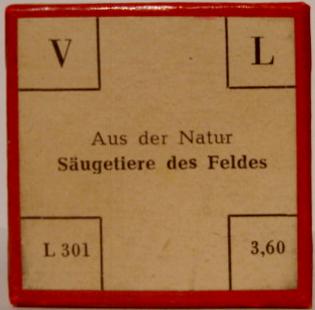 V L
Aus der Natur
Säugetiere des Feldes
L 301 3,60